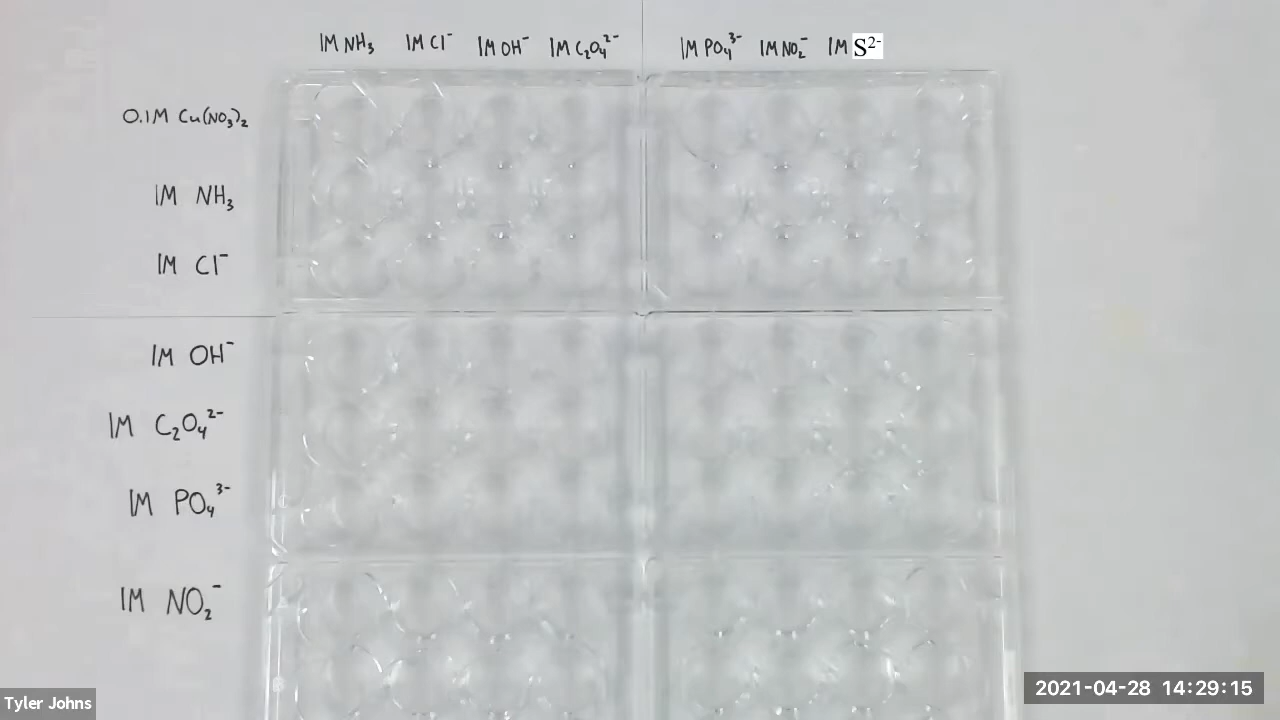 1M NH₃ 1M Cl⁻ 1M OH⁻ 1M C₂O₄²⁻ 1M PO₄³⁻ 1M NO₂⁻ 1M S²⁻
0.1M Cu(NO₃)₂
1M NH₃
1M Cl⁻
1M OH⁻
1M C₂O₄²⁻
1M PO₄³⁻
1M NO₂⁻
Tyler Johns
2021-04-28 14:29:15